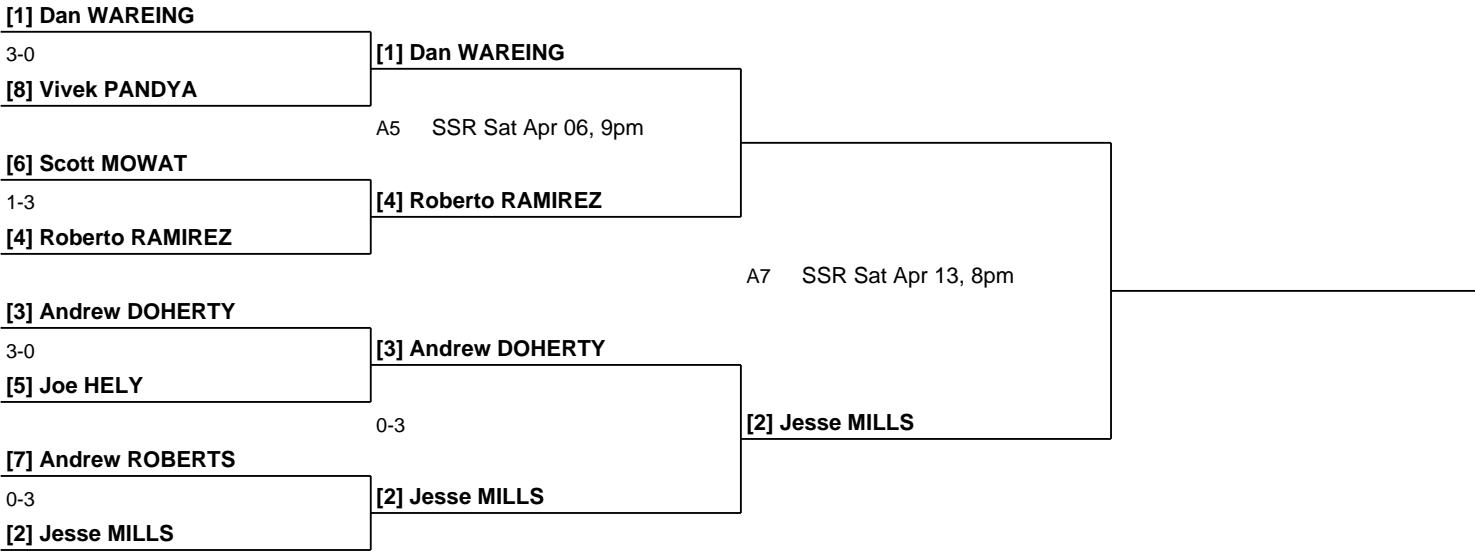 [1] Dan WAREING
3-0
[1] Dan WAREING
[8] Vivek PANDYA
A5 SSR Sat Apr 06, 9pm
[6] Scott MOWAT
1-3
[4] Roberto RAMIREZ
[4] Roberto RAMIREZ
A7 SSR Sat Apr 13, 8pm
[3] Andrew DOHERTY
3-0
[3] Andrew DOHERTY
[5] Joe HELY
0-3
[2] Jesse MILLS
[7] Andrew ROBERTS
0-3
[2] Jesse MILLS
[2] Jesse MILLS